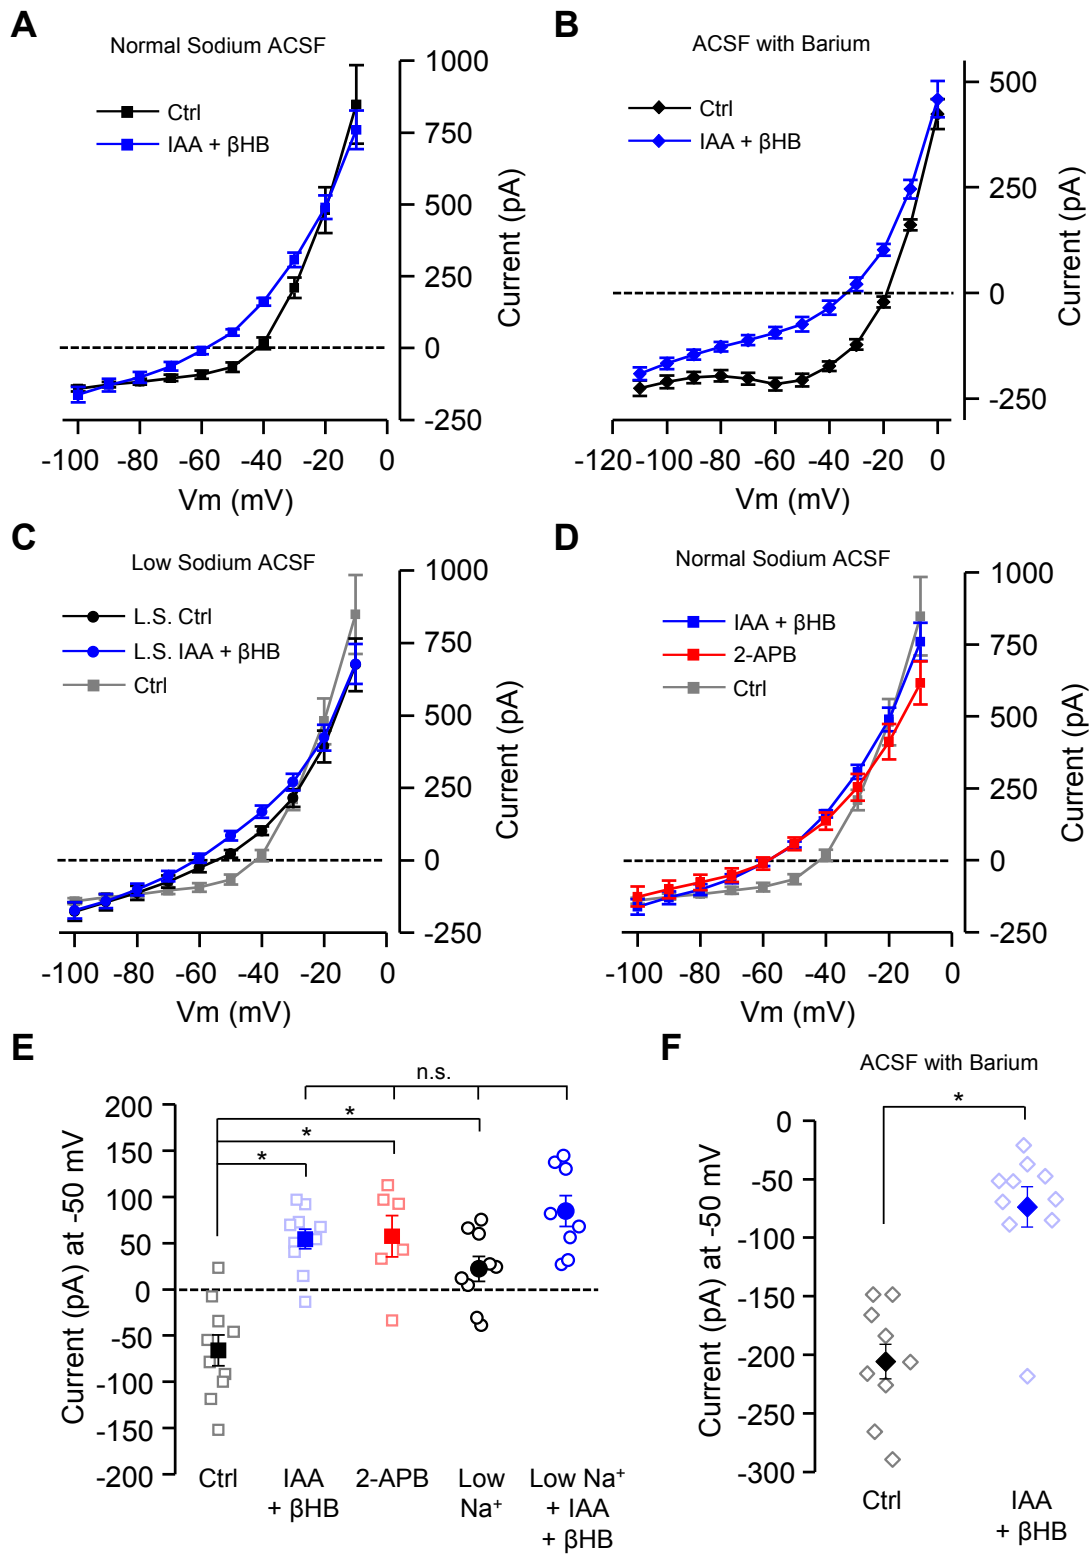 A
Normal Sodium ACSF
Ctrl
IAA + βHB
1000
750
500
250
0
-250
Current (pA)
-100 -80 -60 -40 -20 0
Vm (mV)
B
ACSF with Barium
Ctrl
IAA + βHB
500
250
0
-250
Current (pA)
-120 -100 -80 -60 -40 -20 0
Vm (mV)
C
Low Sodium ACSF
L.S. Ctrl
L.S. IAA + βHB
Ctrl
1000
750
500
250
0
-250
Current (pA)
-100 -80 -60 -40 -20 0
Vm (mV)
D
Normal Sodium ACSF
IAA + βHB
2-APB
Ctrl
1000
750
500
250
0
-250
Current (pA)
-100 -80 -60 -40 -20 0
Vm (mV)
E
n.s.
*
*
*
200
150
100
50
0
-50
-100
-150
-200
Current (pA) at -50 mV
Ctrl
IAA
+ βHB
2-APB
Low
Na⁺
Low Na⁺
+ IAA
+ βHB
F
ACSF with Barium
*
0
-50
-100
-150
-200
-250
-300
Current (pA) at -50 mV
Ctrl
IAA
+ βHB